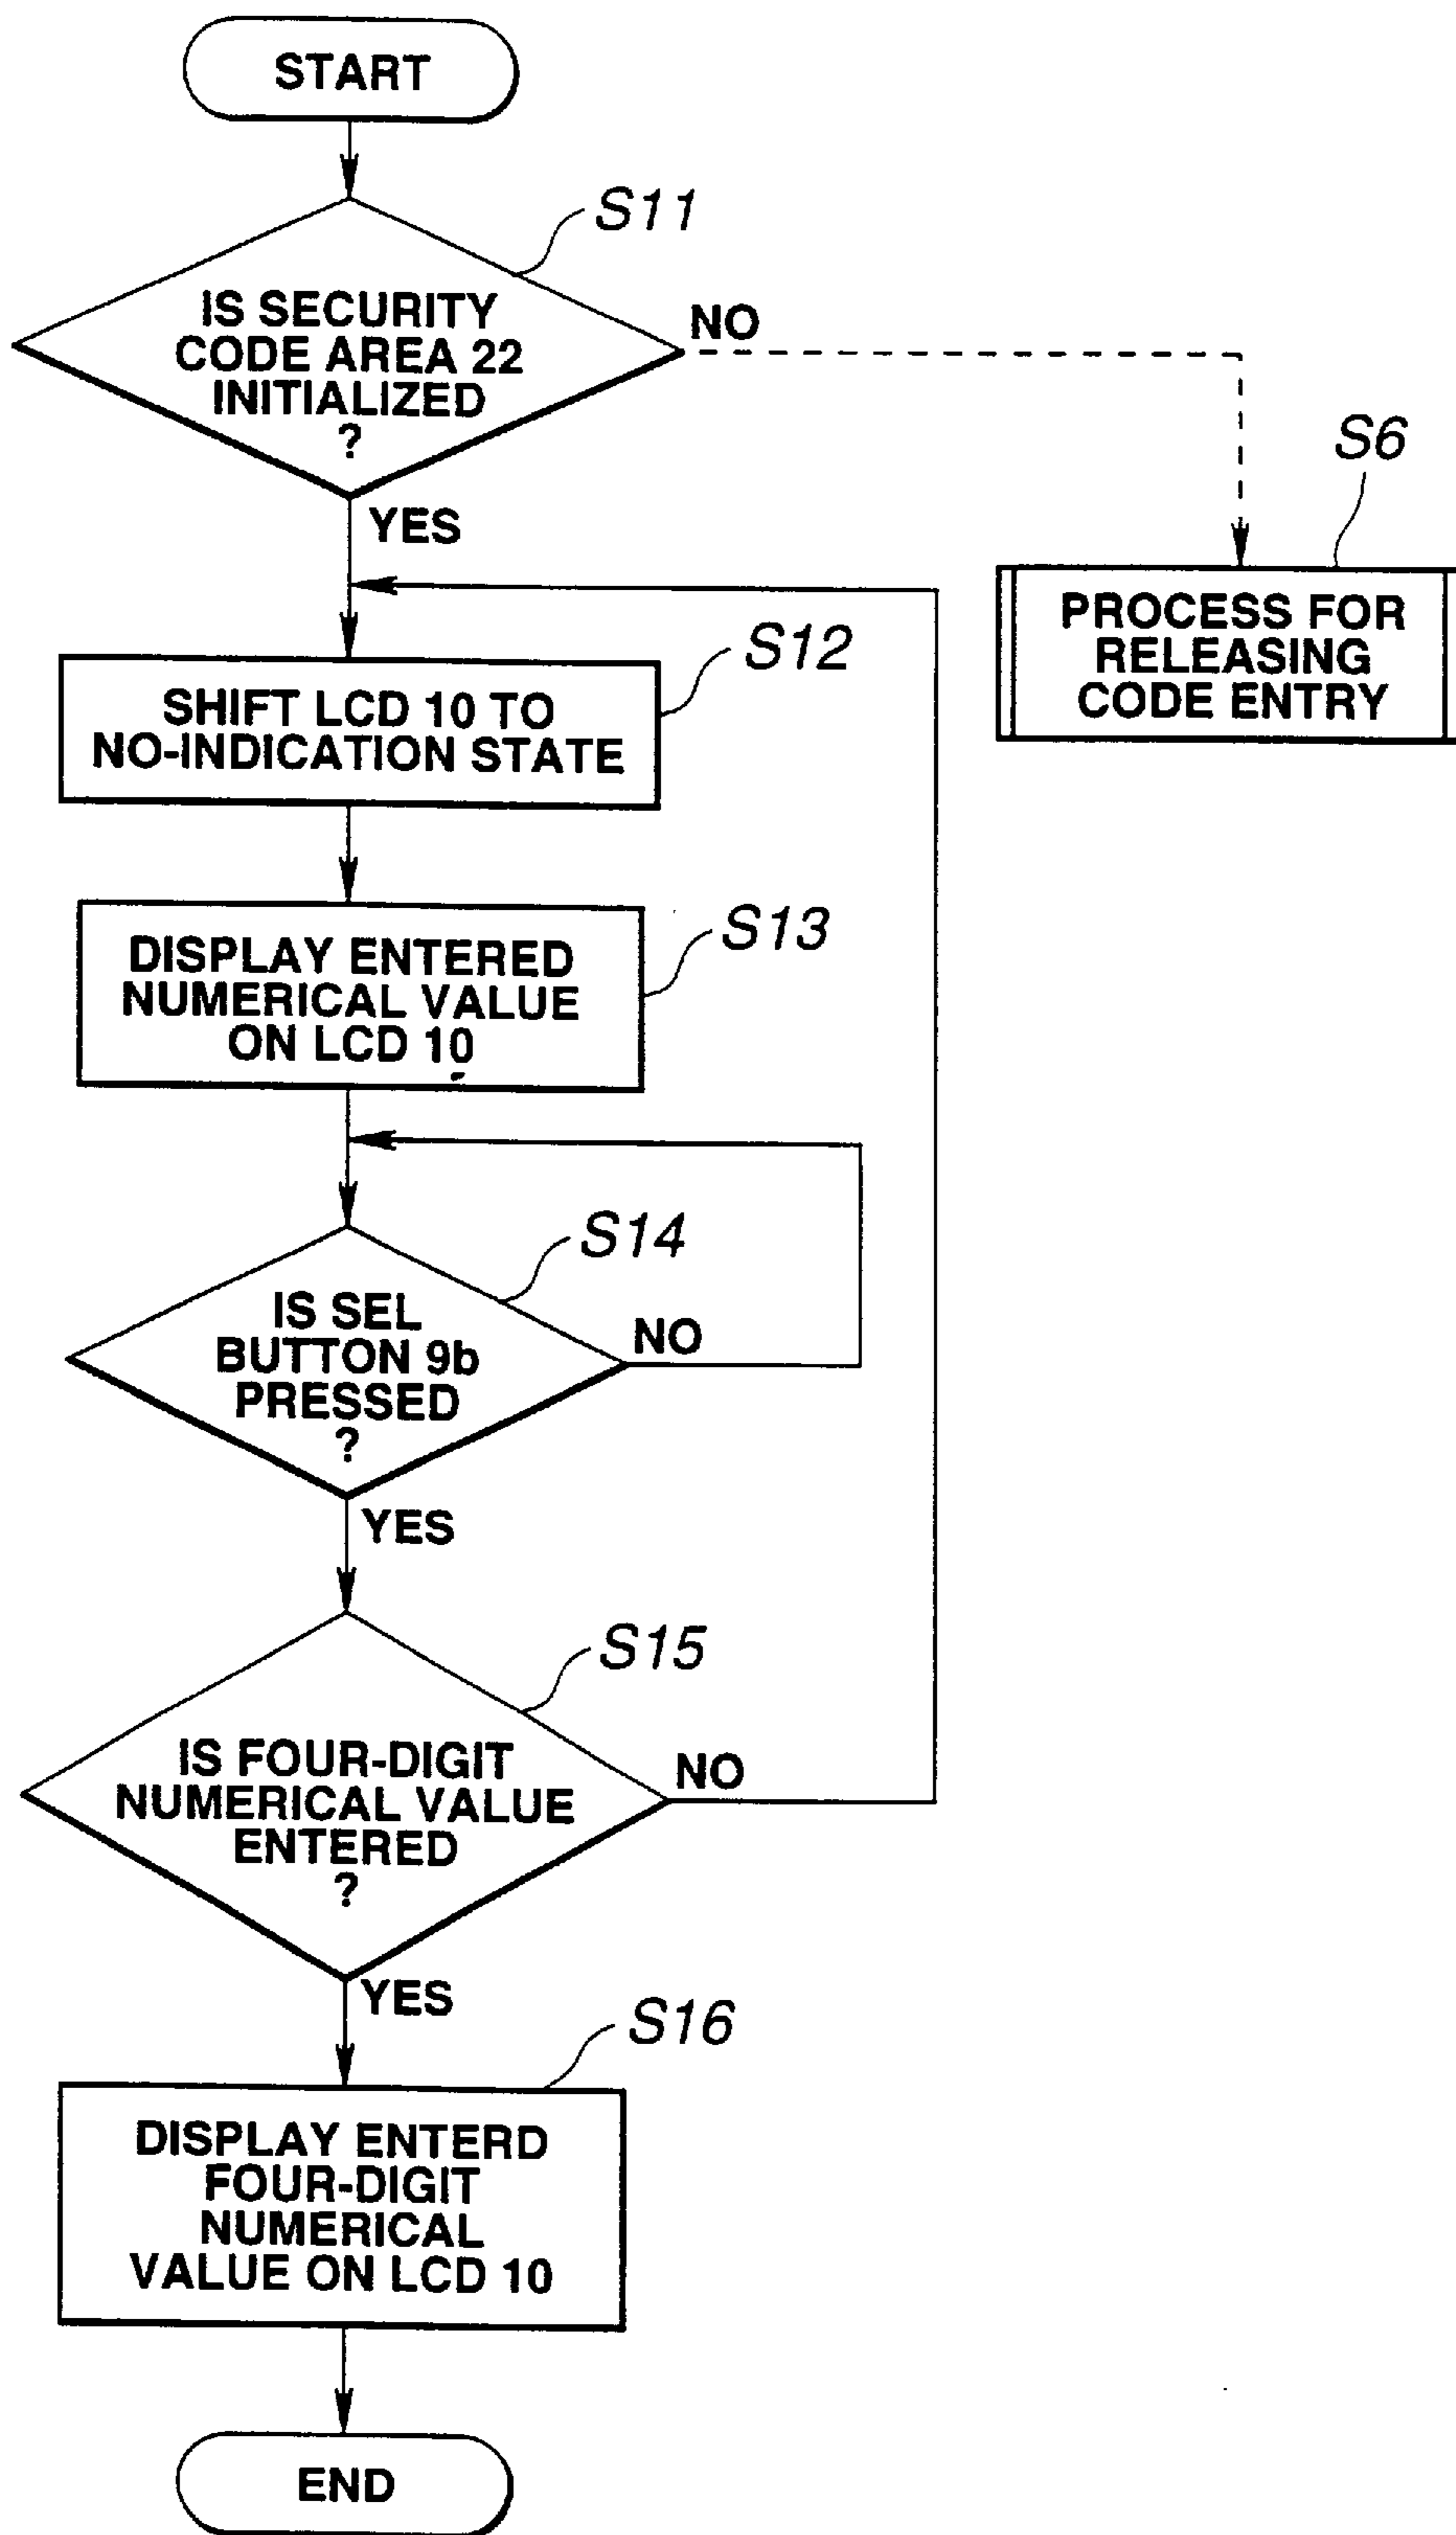 START
S11
IS SECURITY
CODE AREA 22
INITIALIZED
?
NO
YES
S6
PROCESS FOR
RELEASING
CODE ENTRY
S12
SHIFT LCD 10 TO
NO-INDICATION STATE
S13
DISPLAY ENTERED
NUMERICAL VALUE
ON LCD 10
S14
IS SEL
BUTTON 9b
PRESSED
?
NO
YES
S15
IS FOUR-DIGIT
NUMERICAL VALUE
ENTERED
?
NO
YES
S16
DISPLAY ENTERD
FOUR-DIGIT
NUMERICAL
VALUE ON LCD 10
END